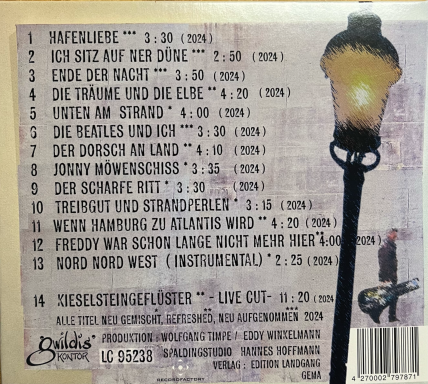 1 HAFENLIEBE *** 3:30 (2024)
2 ICH SITZ AUF NER DÜNE *** 2:50 (2024)
3 ENDE DER NACHT *** 3:50 (2024)
4 DIE TRÄUME UND DIE ELBE ** 4:20 (2024)
5 UNTEN AM STRAND * 4:00 (2024)
6 DIE BEATLES UND ICH *** 3:30 (2024)
7 DER DORSCH AN LAND ** 4:10 (2024)
8 JONNY MÖWENSCHISS * 3:35 (2024)
9 DER SCHARFE RITT * 3:30 (2024)
10 TREIBGUT UND STRANDPERLEN * 3:15 (2024)
11 WENN HAMBURG ZU ATLANTIS WIRD ** 4:20 (2024)
12 FREDDY WAR SCHON LANGE NICHT MEHR HIER ** 4:00 (2024)
13 NORD NORD WEST (INSTRUMENTAL) * 2:25 (2024)
14 KIESELSTEINGEFLÜSTER ** - LIVE CUT - 11:20 (2024
ALLE TITEL NEU GEMISCHT, REFRESHED, NEU AUFGENOMMEN 2024
gwildis' KONTOR
PRODUKTION: WOLFGANG TIMPE / EDDY WINKELMANN
LC 95238
SPALDINGSTUDIO HANNES HOFFMANN
VERLAG: EDITION LANDGANG
GEMA
RECORDFACTORY
4 270002 797871